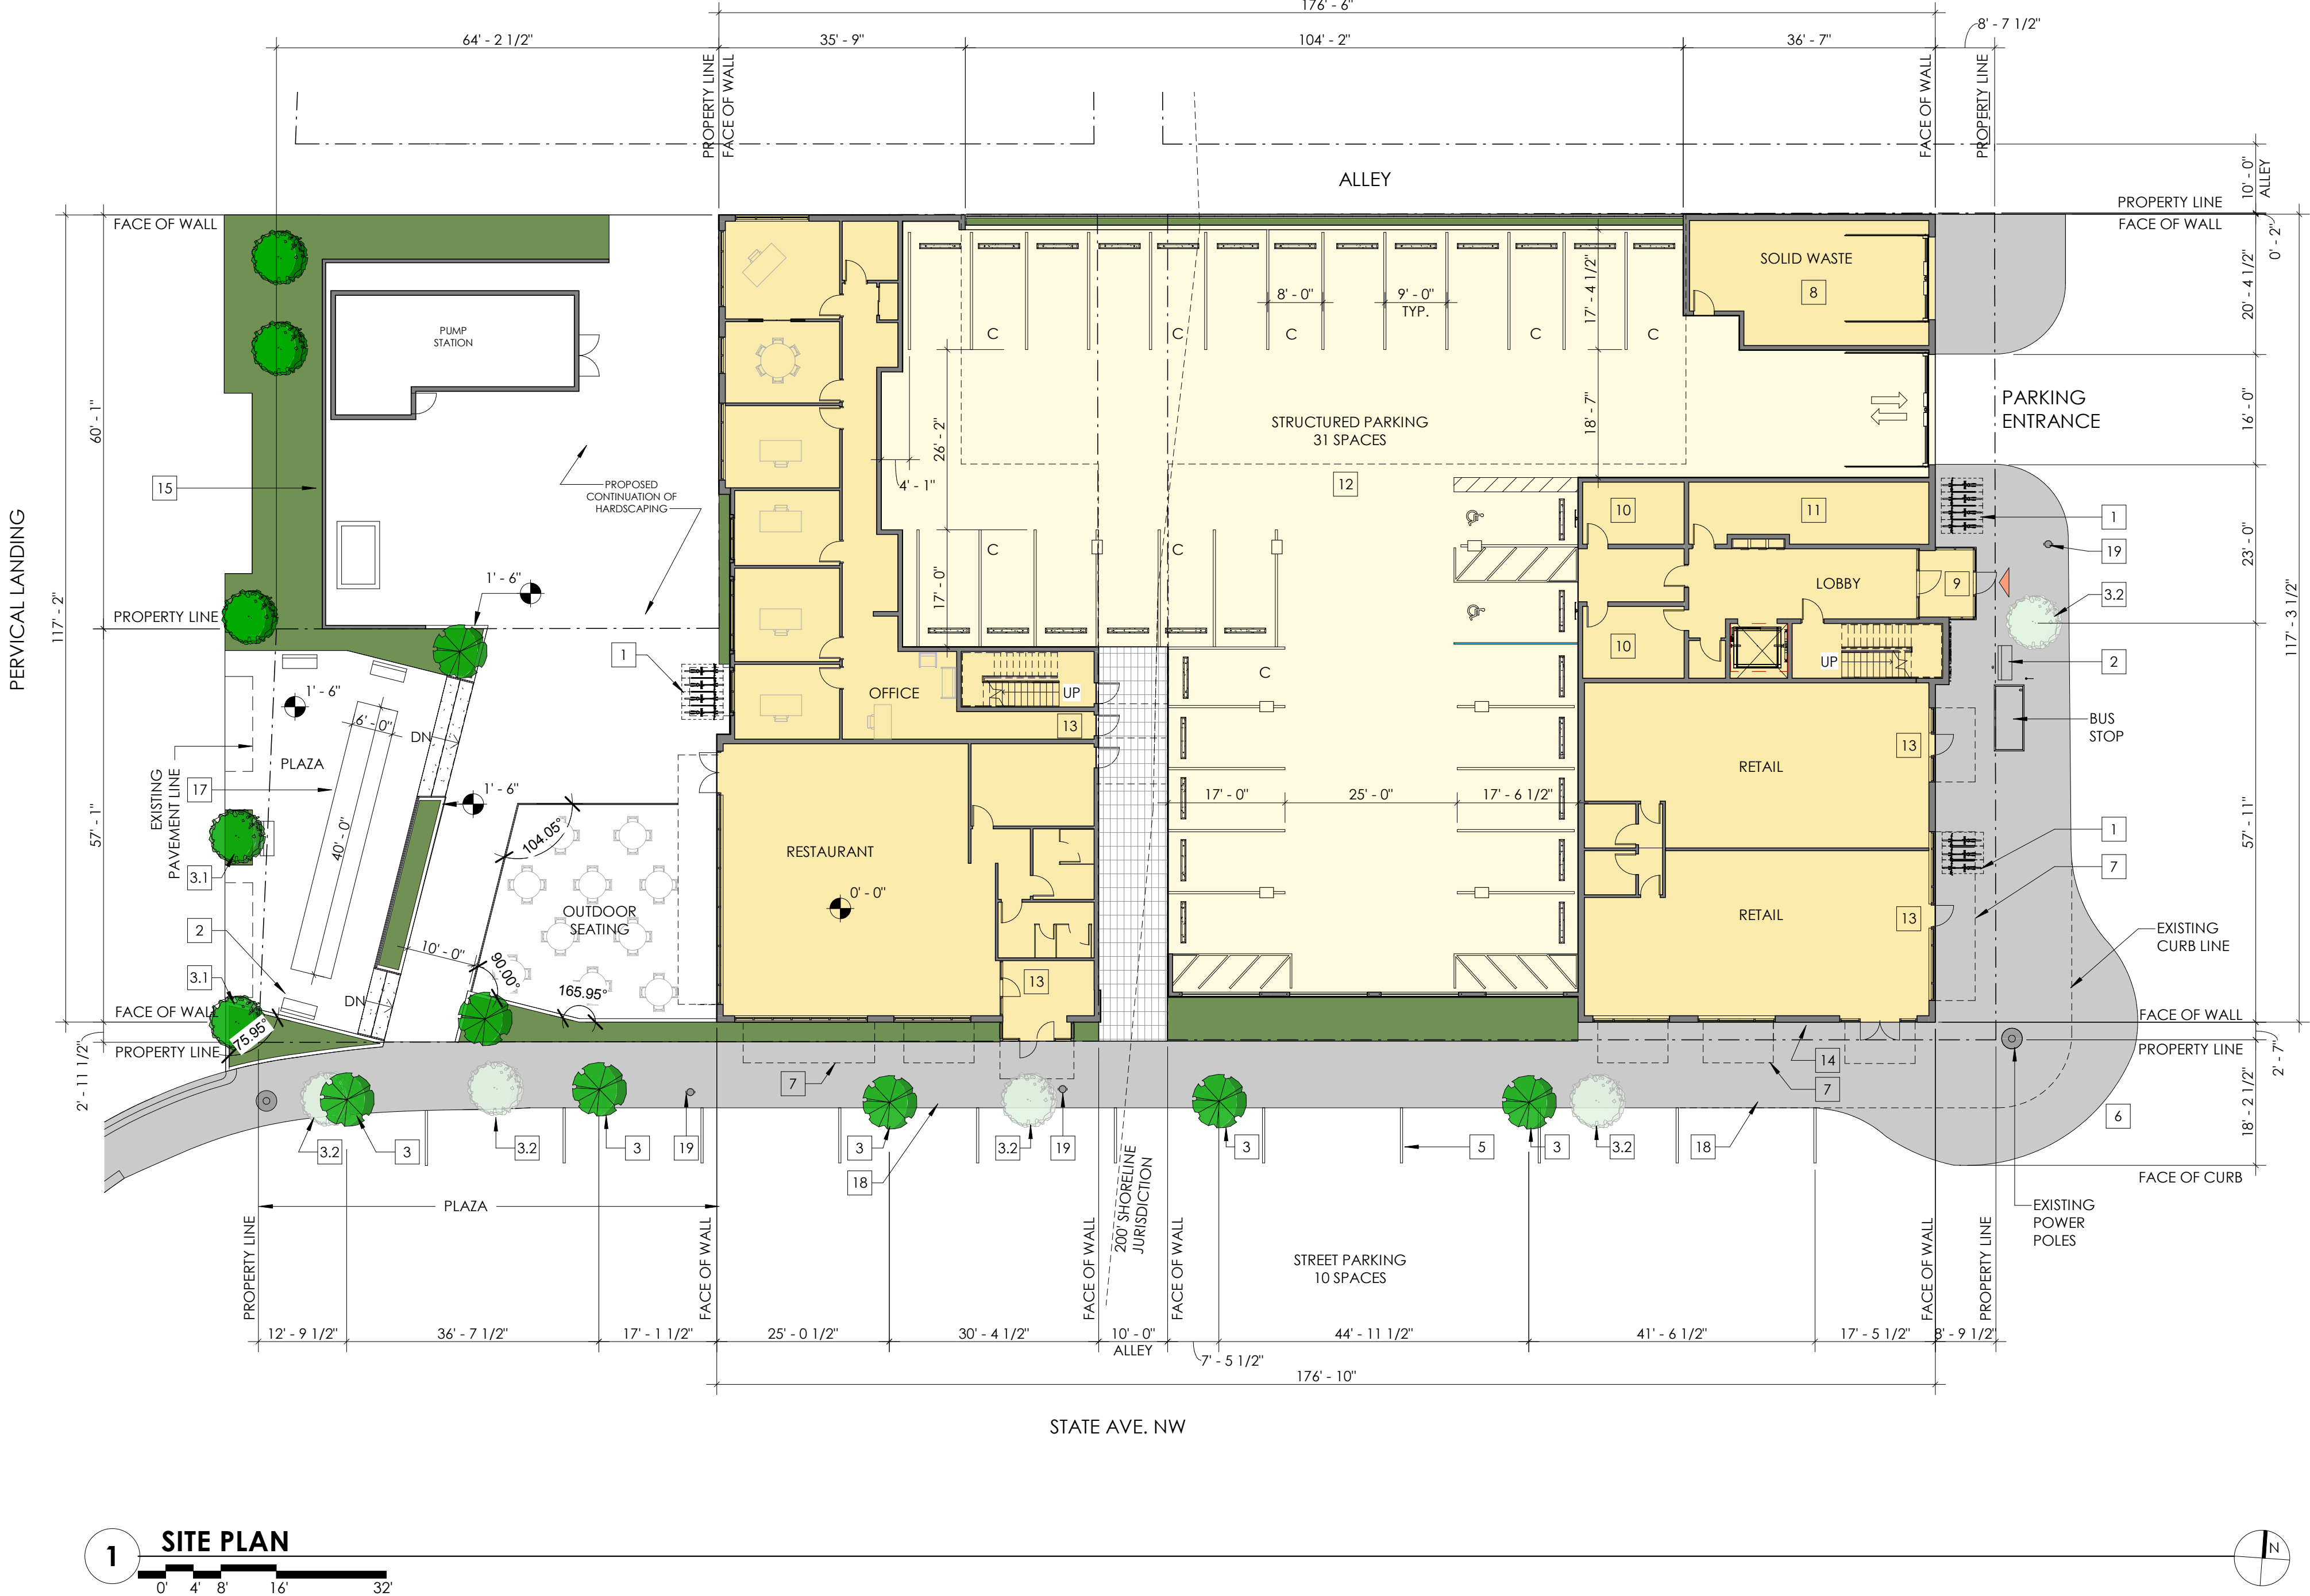 176' - 6"
8' - 7 1/2"
64' - 2 1/2"
35' - 9"
104' - 2"
36' - 7"
PROPERTY LINE
FACE OF WALL
FACE OF WALL
PROPERTY LINE
ALLEY
10' - 0"
ALLEY
PROPERTY LINE
FACE OF WALL
FACE OF WALL
0' - 2"
SOLID WASTE
8
20' - 4 1/2"
17' - 4 1/2"
8' - 0"
9' - 0"
TYP.
PUMP
STATION
C
C
C
C
C
PARKING
ENTRANCE
16' - 0"
60' - 1"
STRUCTURED PARKING
31 SPACES
18' - 7"
26' - 2"
4' - 1"
12
15
PROPOSED
CONTINUATION OF
HARDSCAPING
10
11
1
19
23' - 0"
C
C
PERVICAL LANDING
117' - 2"
117' - 3 1/2"
1' - 6"
17' - 0"
LOBBY
9
3.2
PROPERTY LINE
1
10
UP
2
C
OFFICE
UP
1' - 6"
6' - 0"
DN
13
BUS
STOP
13
PLAZA
RETAIL
EXISTING
PAVEMENT LINE
17
1' - 6"
17' - 0"
25' - 0"
17' - 6 1/2"
57' - 1"
40' - 0"
104.05°
RESTAURANT
1
7
57' - 11"
3.1
0' - 0"
OUTDOOR
SEATING
RETAIL
13
2
10' - 0"
EXISTING
CURB LINE
90.00°
3.1
165.95°
13
DN
FACE OF WALL
FACE OF WALL
75.95°
PROPERTY LINE
PROPERTY LINE
2' - 11 1/2"
2' - 7"
14
7
7
18' - 2 1/2"
6
3.2
3
3.2
3
19
3
3.2
19
3
5
3
3.2
18
18
FACE OF CURB
200' SHORELINE
JURISDICTION
PLAZA
EXISTING
POWER
POLES
PROPERTY LINE
FACE OF WALL
FACE OF WALL
FACE OF WALL
FACE OF WALL
PROPERTY LINE
STREET PARKING
10 SPACES
12' - 9 1/2"
36' - 7 1/2"
17' - 1 1/2"
25' - 0 1/2"
30' - 4 1/2"
10' - 0"
ALLEY
7' - 5 1/2"
44' - 11 1/2"
41' - 6 1/2"
17' - 5 1/2"
8' - 9 1/2"
176' - 10"
STATE AVE. NW
1
SITE PLAN
0'
4'
8'
16'
32'
N